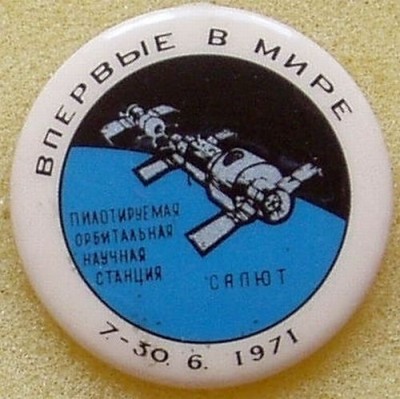 ВПЕРВЫЕ В МИРЕ
ПИЛОТИРУЕМАЯ
ОРБИТАЛЬНАЯ
НАУЧНАЯ
СТАНЦИЯ
САЛЮТ
7.-30. 6. 1971